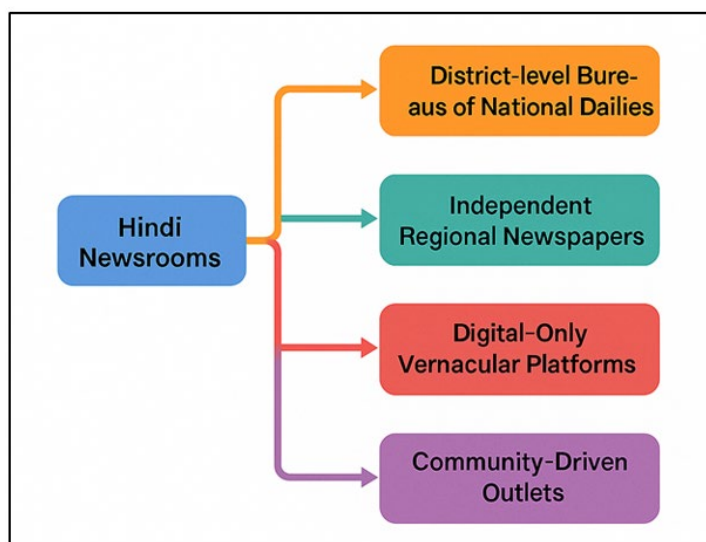 District-level Bure-
aus of National Dailies
Hindi
Newsrooms
Independent
Regional Newspapers
Digital-Only
Vernacular Platforms
Community-Driven
Outlets